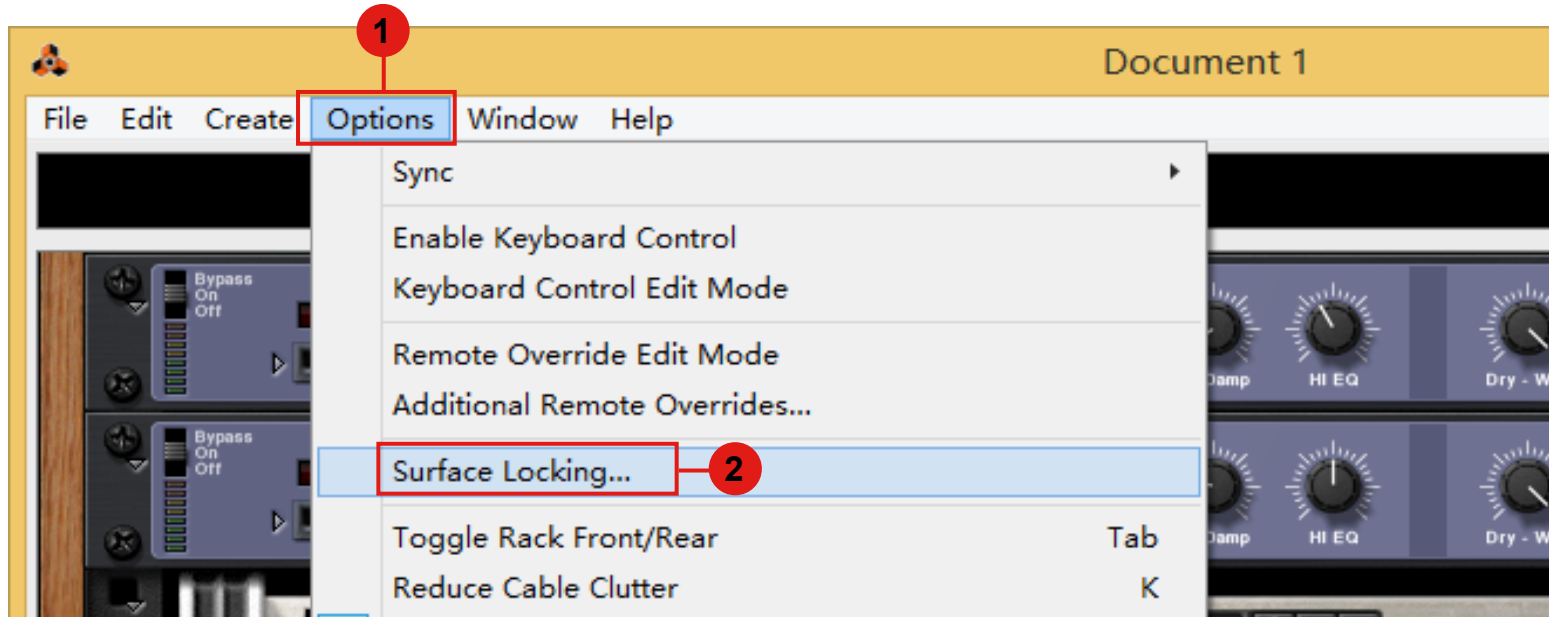 1
Document 1
File Edit Create Options Window Help
Sync
Enable Keyboard Control
Keyboard Control Edit Mode
Remote Override Edit Mode
Additional Remote Overrides...
Surface Locking...
2
Toggle Rack Front/Rear Tab
Reduce Cable Clutter K
Bypass
On
Off
Damp HI EQ Dry - W
Bypass
On
Off
Damp HI EQ Dry - W